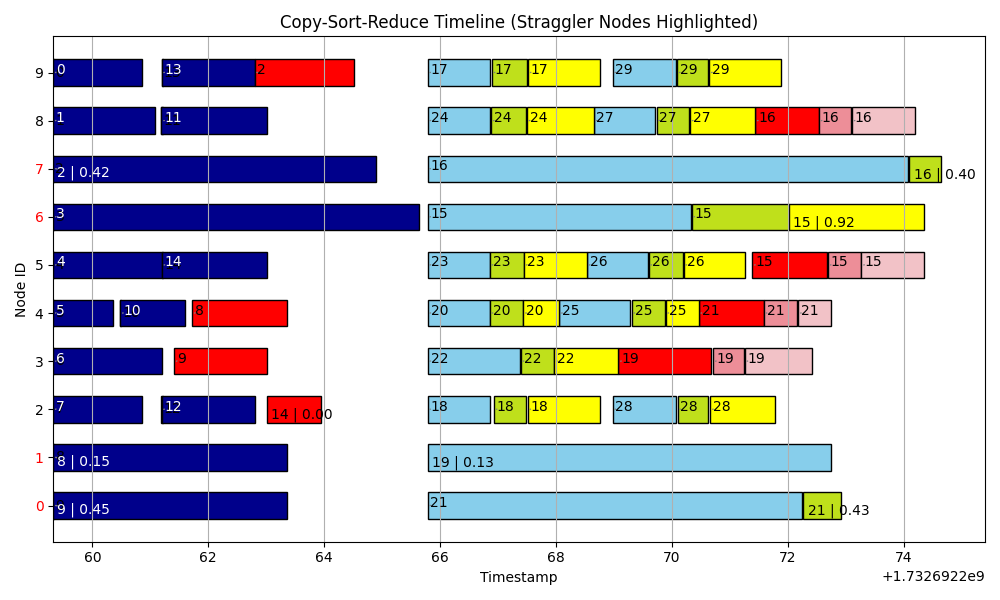 Copy-Sort-Reduce Timeline (Straggler Nodes Highlighted)
Node ID
9 0 13 2 17 17 17 29 29 29
8 1 11 24 24 24 27 27 27 16 16 16
7 2 | 0.42 16 16 | 0.40
6 3 15 15 15 | 0.92
5 4 14 23 23 23 26 26 26 15 15 15
4 5 10 8 20 20 20 25 25 25 21 21 21
3 6 9 22 22 22 19 19 19
2 7 12 14 | 0.00 18 18 18 28 28 28
1 8 | 0.15 19 | 0.13
0 9 | 0.45 21 21 | 0.43
60 62 64 66 68 70 72 74
Timestamp
+1.7326922e9